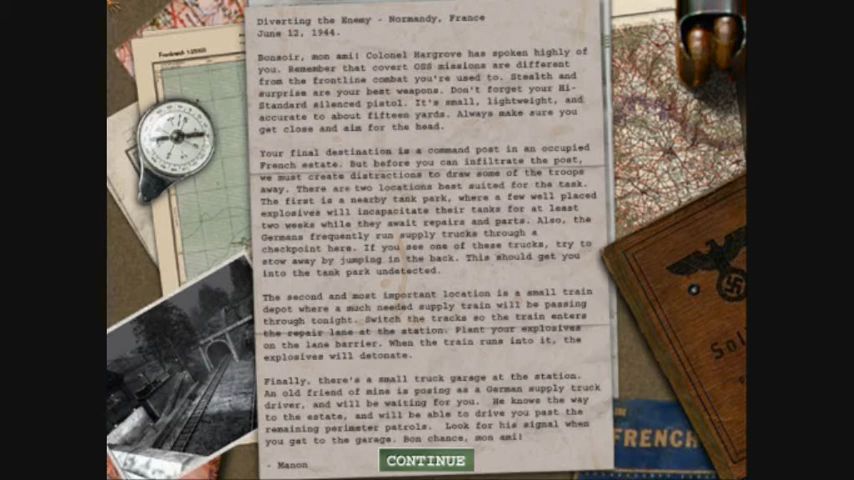 Diverting the Enemy - Normandy, France
June 12, 1944.
Bonsoir, mon ami! Colonel Hargrove has spoken highly of
you. Remember that covert OSS missions are different
from the frontline combat you're used to. Stealth and
surprise are your best weapons. Don't forget your Hi-
Standard silenced pistol. It's small, lightweight, and
accurate to about fifteen yards. Always make sure you
get close and aim for the head.
Your final destination is a command post in an occupied
French estate. But before you can infiltrate the post,
we must create distractions to draw some of the troops
away. There are two locations best suited for the task.
The first is a nearby tank park, where a few well placed
explosives will incapacitate their tanks for at least
two weeks while they await repairs and parts. Also, the
Germans frequently run supply trucks through a
checkpoint here. If you see one of these trucks, try to
stow away by jumping in the back. This should get you
into the tank park undetected.
The second and most important location is a small train
depot where a much needed supply train will be passing
through tonight. Switch the tracks so the train enters
the repair lane at the station. Plant your explosives
on the lane barrier. When the train runs into it, the
explosives will detonate.
Finally, there's a small truck garage at the station.
An old friend of mine is posing as a German supply truck
driver, and will be waiting for you. He knows the way
to the estate, and will be able to drive you past the
remaining perimeter patrols. Look for his signal when
you get to the garage. Bon chance, mon ami!
- Manon
CONTINUE
Sol
FRENCH